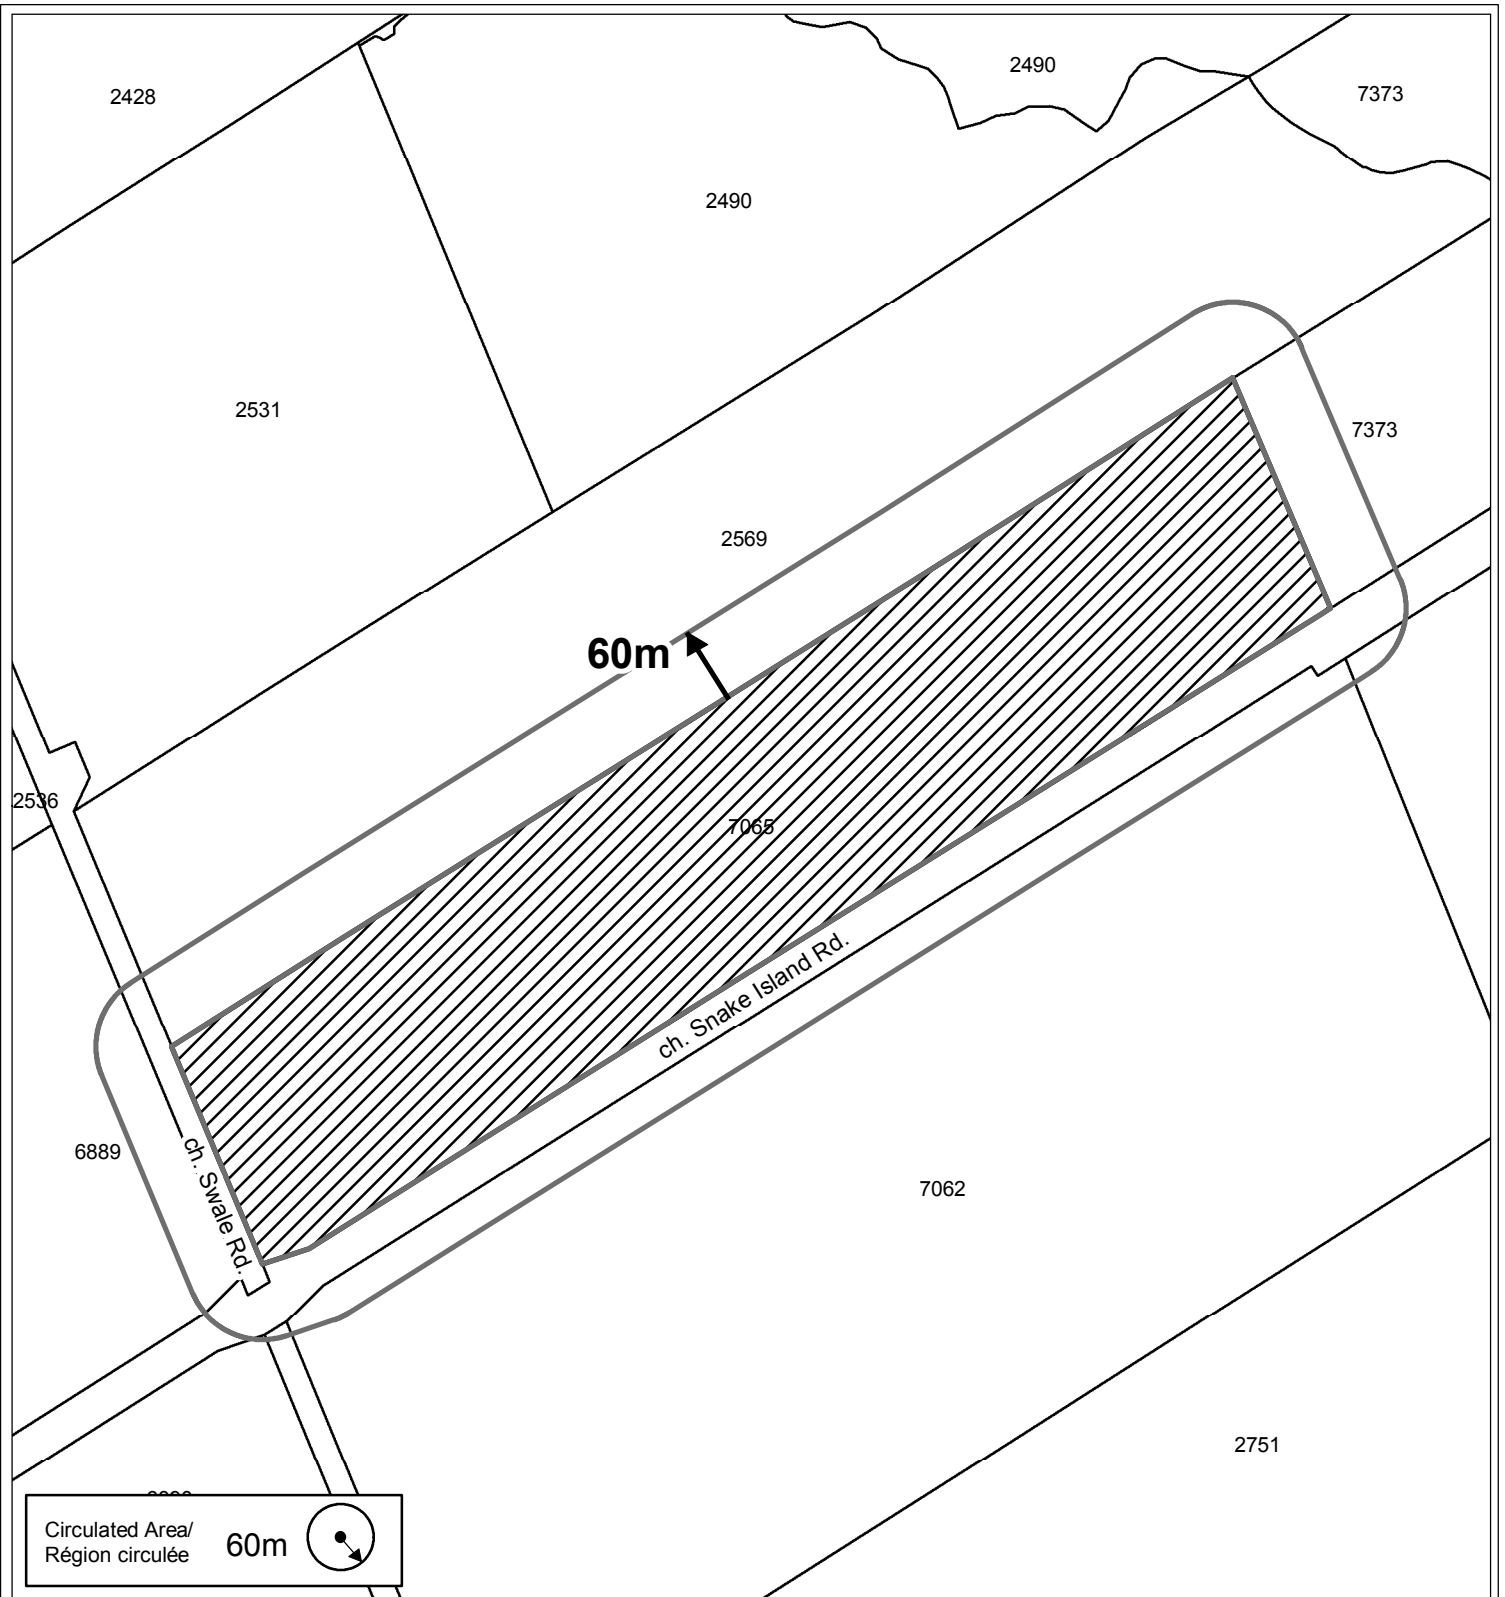 2428
2490
7373
2490
2531
7373
2569
60m
2536
7065
ch. Snake Island Rd.
6889
ch. Swale Rd.
7062
2751
Circulated Area/
Région circulée
60m